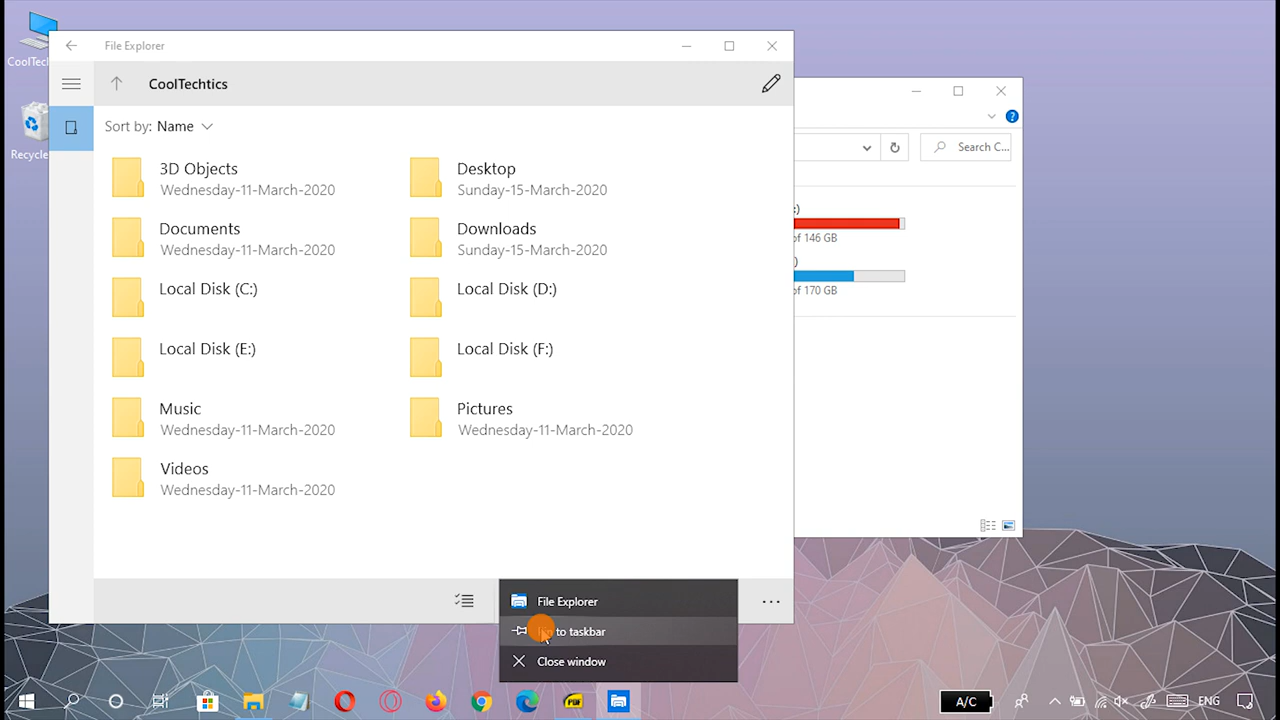 CoolTech
Recycle
File Explorer
CoolTechtics
Sort by: Name
3D Objects
Wednesday-11-March-2020
Desktop
Sunday-15-March-2020
Documents
Wednesday-11-March-2020
Downloads
Sunday-15-March-2020
Local Disk (C:)
Local Disk (D:)
Local Disk (E:)
Local Disk (F:)
Music
Wednesday-11-March-2020
Pictures
Wednesday-11-March-2020
Videos
Wednesday-11-March-2020
Search C...
:)
of 146 GB
)
of 170 GB
File Explorer
to taskbar
Close window
PDF
A/C
ENG